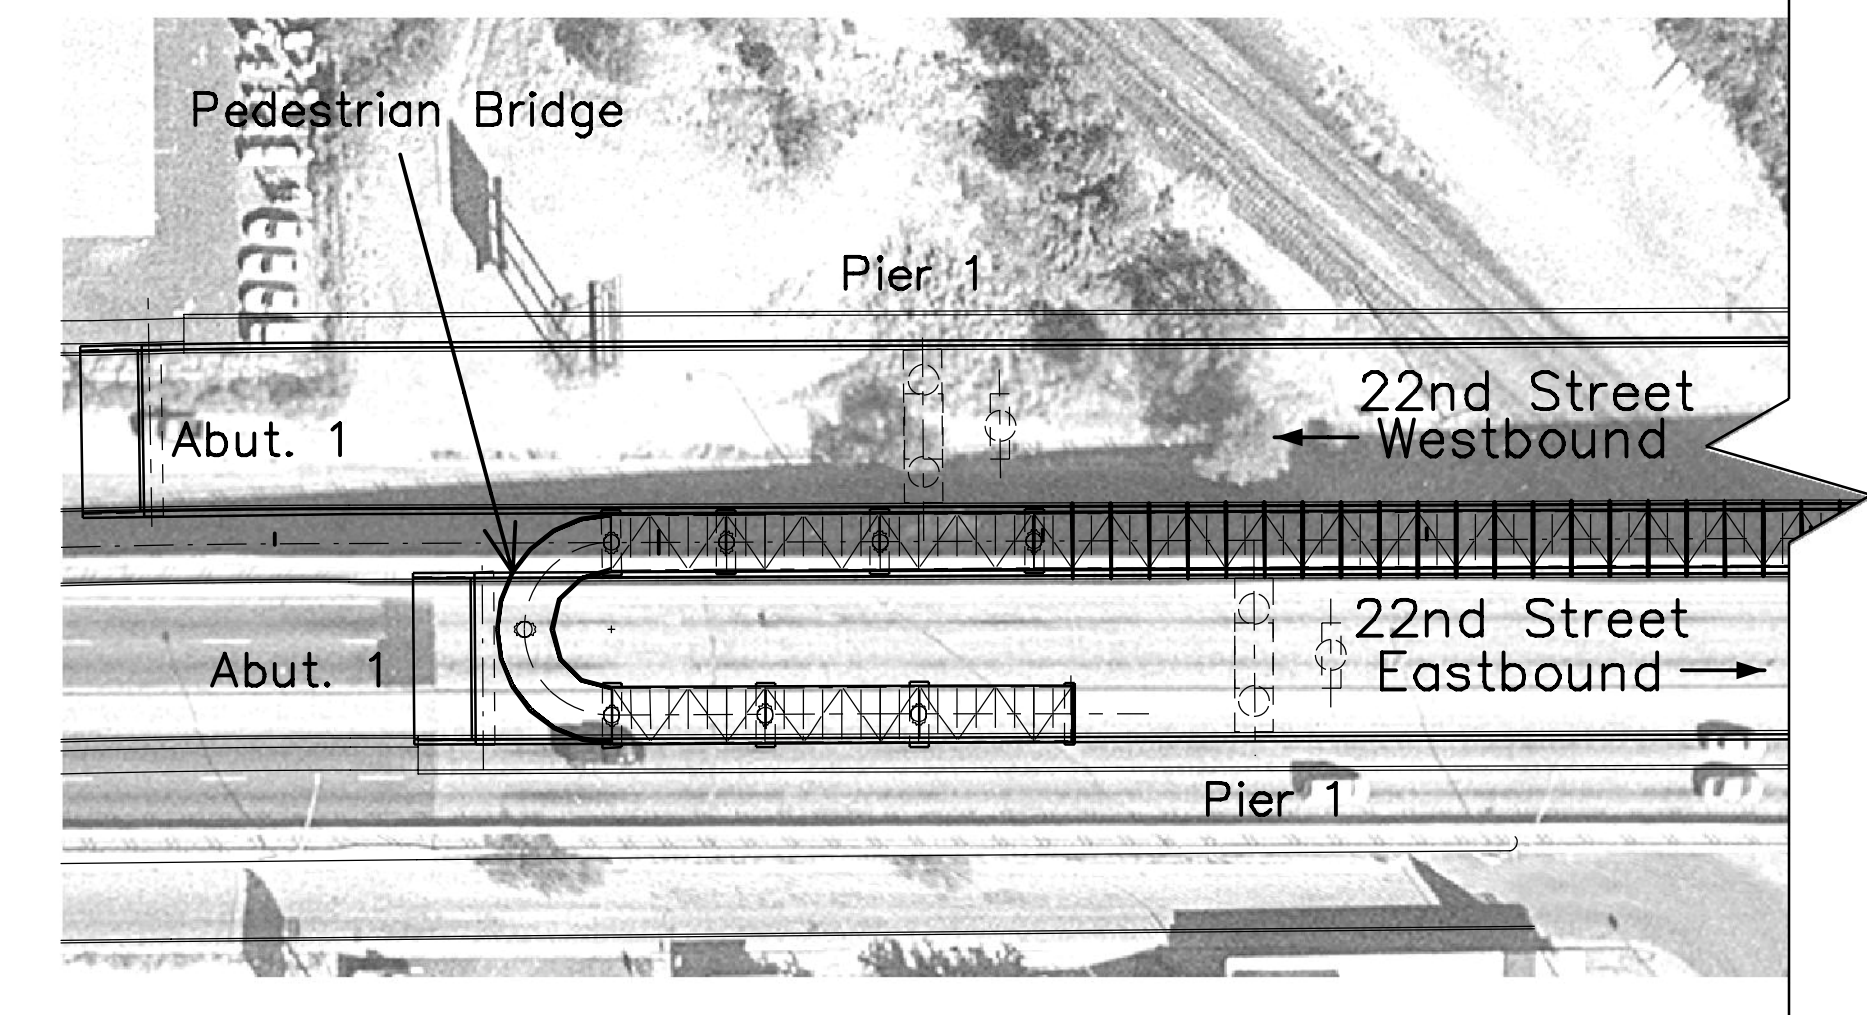 Pedestrian Bridge
Pier 1
22nd Street
Westbound
Abut. 1
22nd Street
Eastbound
Abut. 1
Pier 1